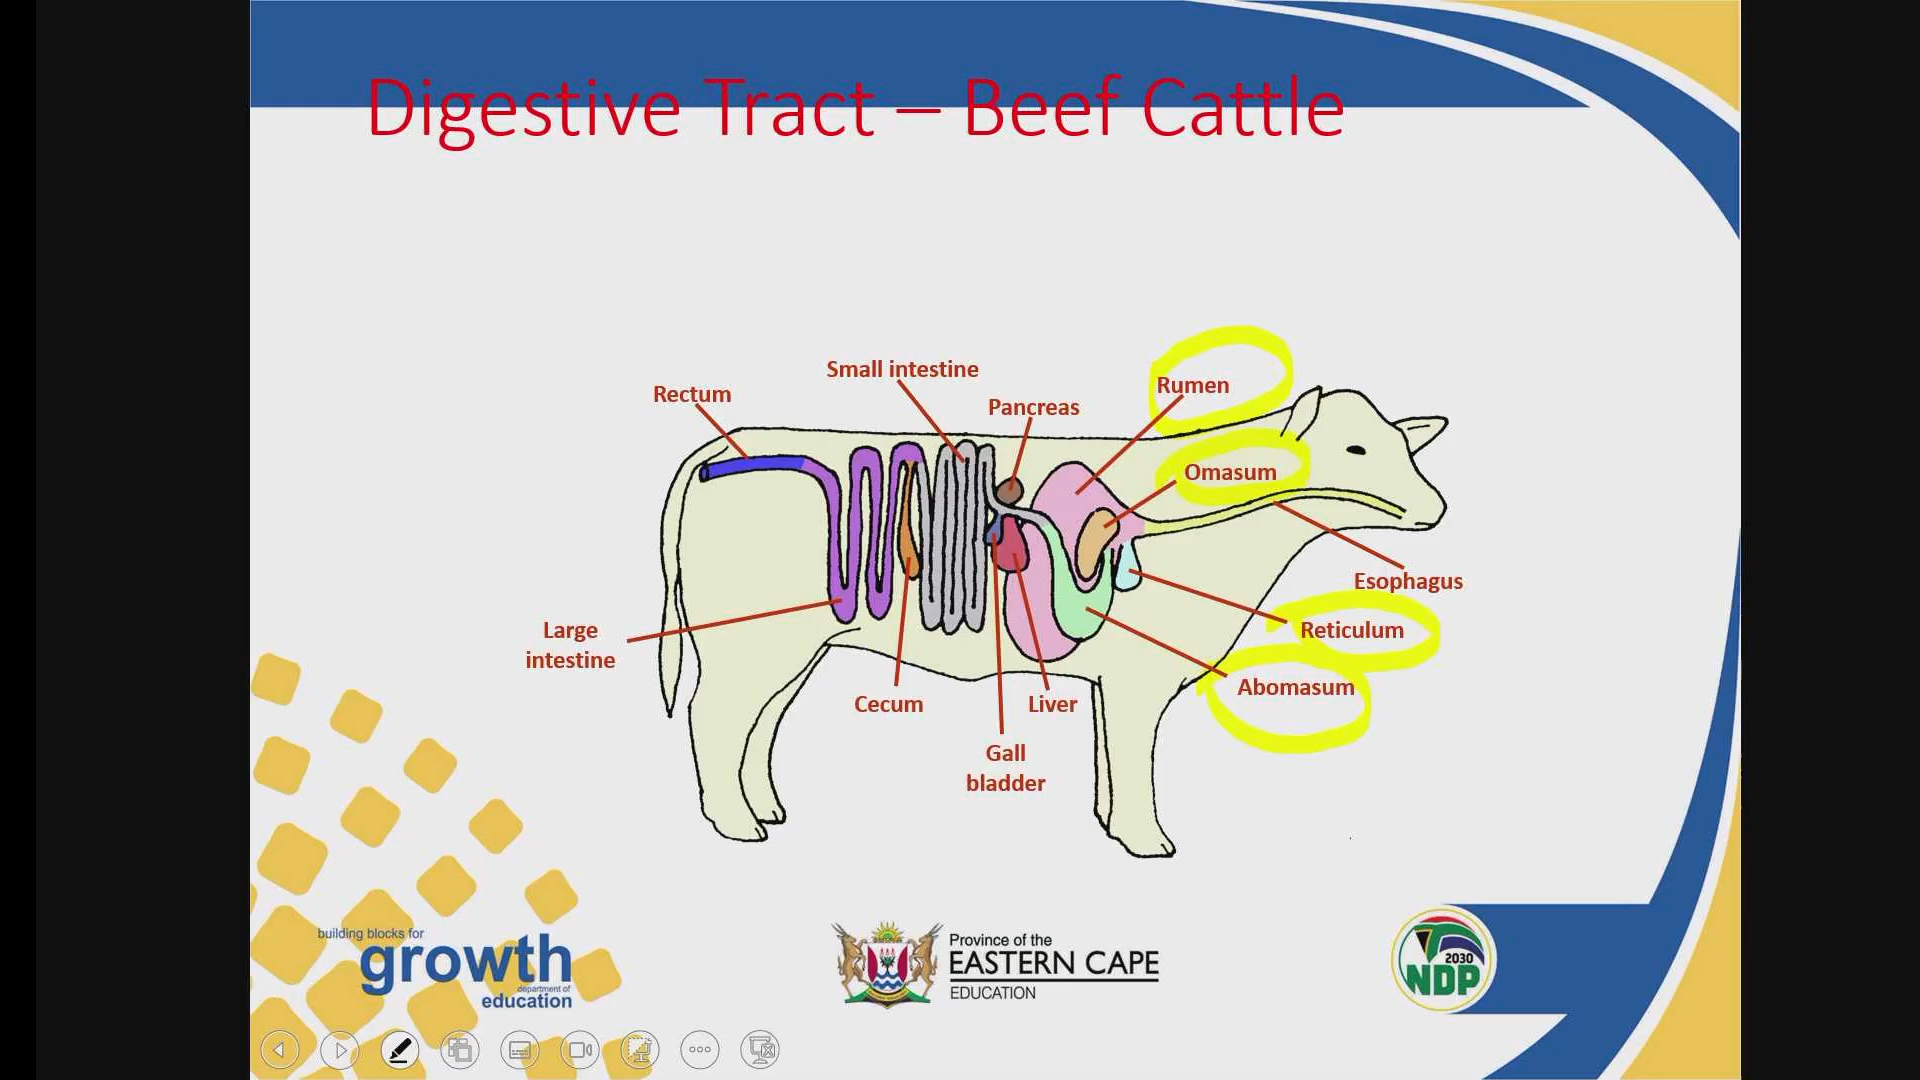 Digestive Tract – Beef Cattle
Small intestine
Rectum
Pancreas
Rumen
Omasum
Esophagus
Large
intestine
Reticulum
Abomasum
Cecum
Liver
Gall
bladder
building blocks for
growth
department of
education
Province of the
EASTERN CAPE
EDUCATION
2030
NDP